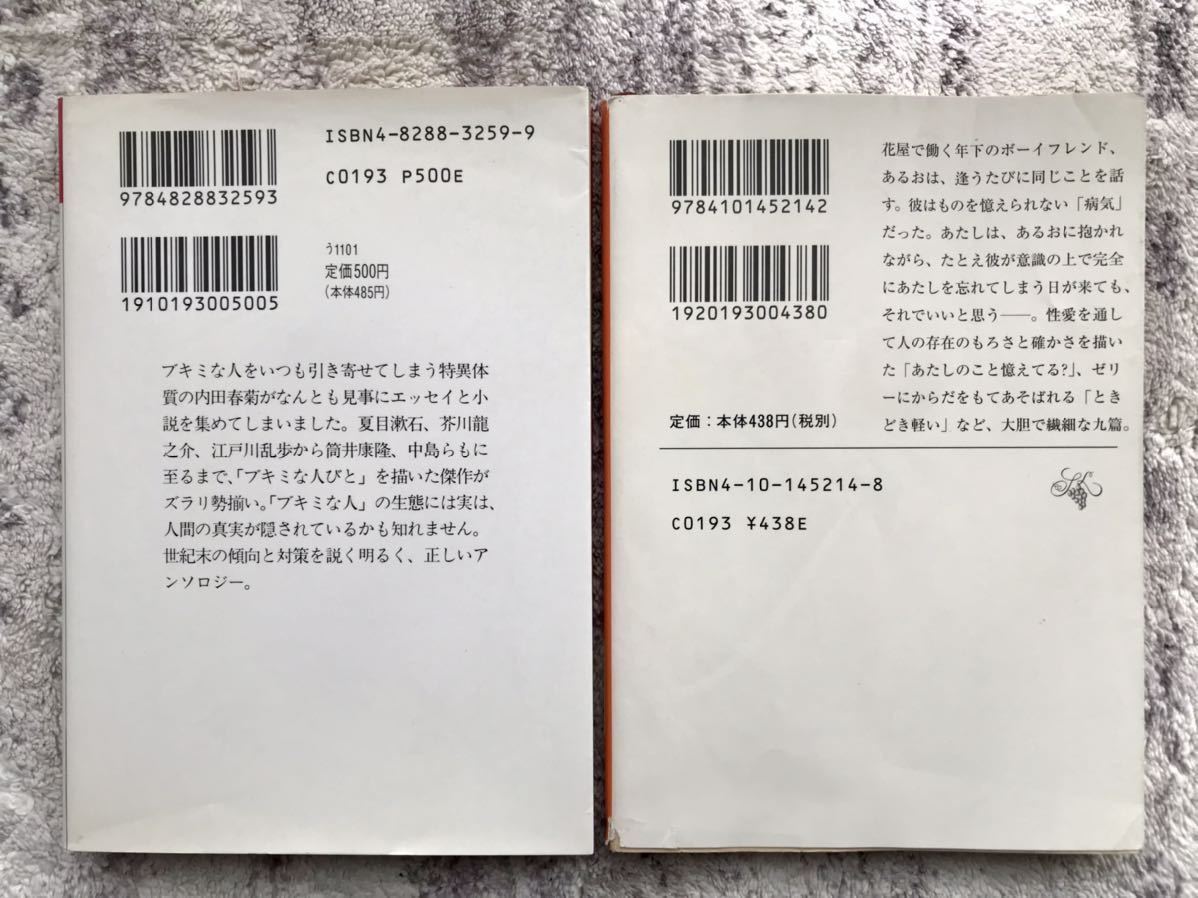 ISBN4-8288-3259-9
C0193 P500E
9784828832593
う1101
定価500円
(本体485円)
1910193005005
ブキミな人をいつも引き寄せてしまう特異体
質の内田春菊がなんとも見事にエッセイと小
説を集めてしまいました。夏目漱石、芥川龍
之介、江戸川乱歩から筒井康隆、中島らもに
至るまで、「ブキミな人びと」を描いた傑作が
ズラリ勢揃い。「ブキミな人」の生態には実は、
人間の真実が隠されているかも知れません。
世紀末の傾向と対策を説く明るく、正しいア
ンソロジー。
9784101452142
1920193004380
花屋で働く年下のボーイフレンド、
あるおは、逢うたびに同じことを話
す。彼はものを憶えられない「病気」
だった。あたしは、あるおに抱かれ
ながら、たとえ彼が意識の上で完全
にあたしを忘れてしまう日が来ても、
それでいいと思う──。性愛を通し
て人の存在のもろさと確かさを描い
た「あたしのこと憶えてる?」、ゼリ
ーにからだをもてあそばれる「とき
どき軽い」など、大胆で繊細な九篇。
定価:本体438円(税別)
ISBN4-10-145214-8
C0193 ¥438E